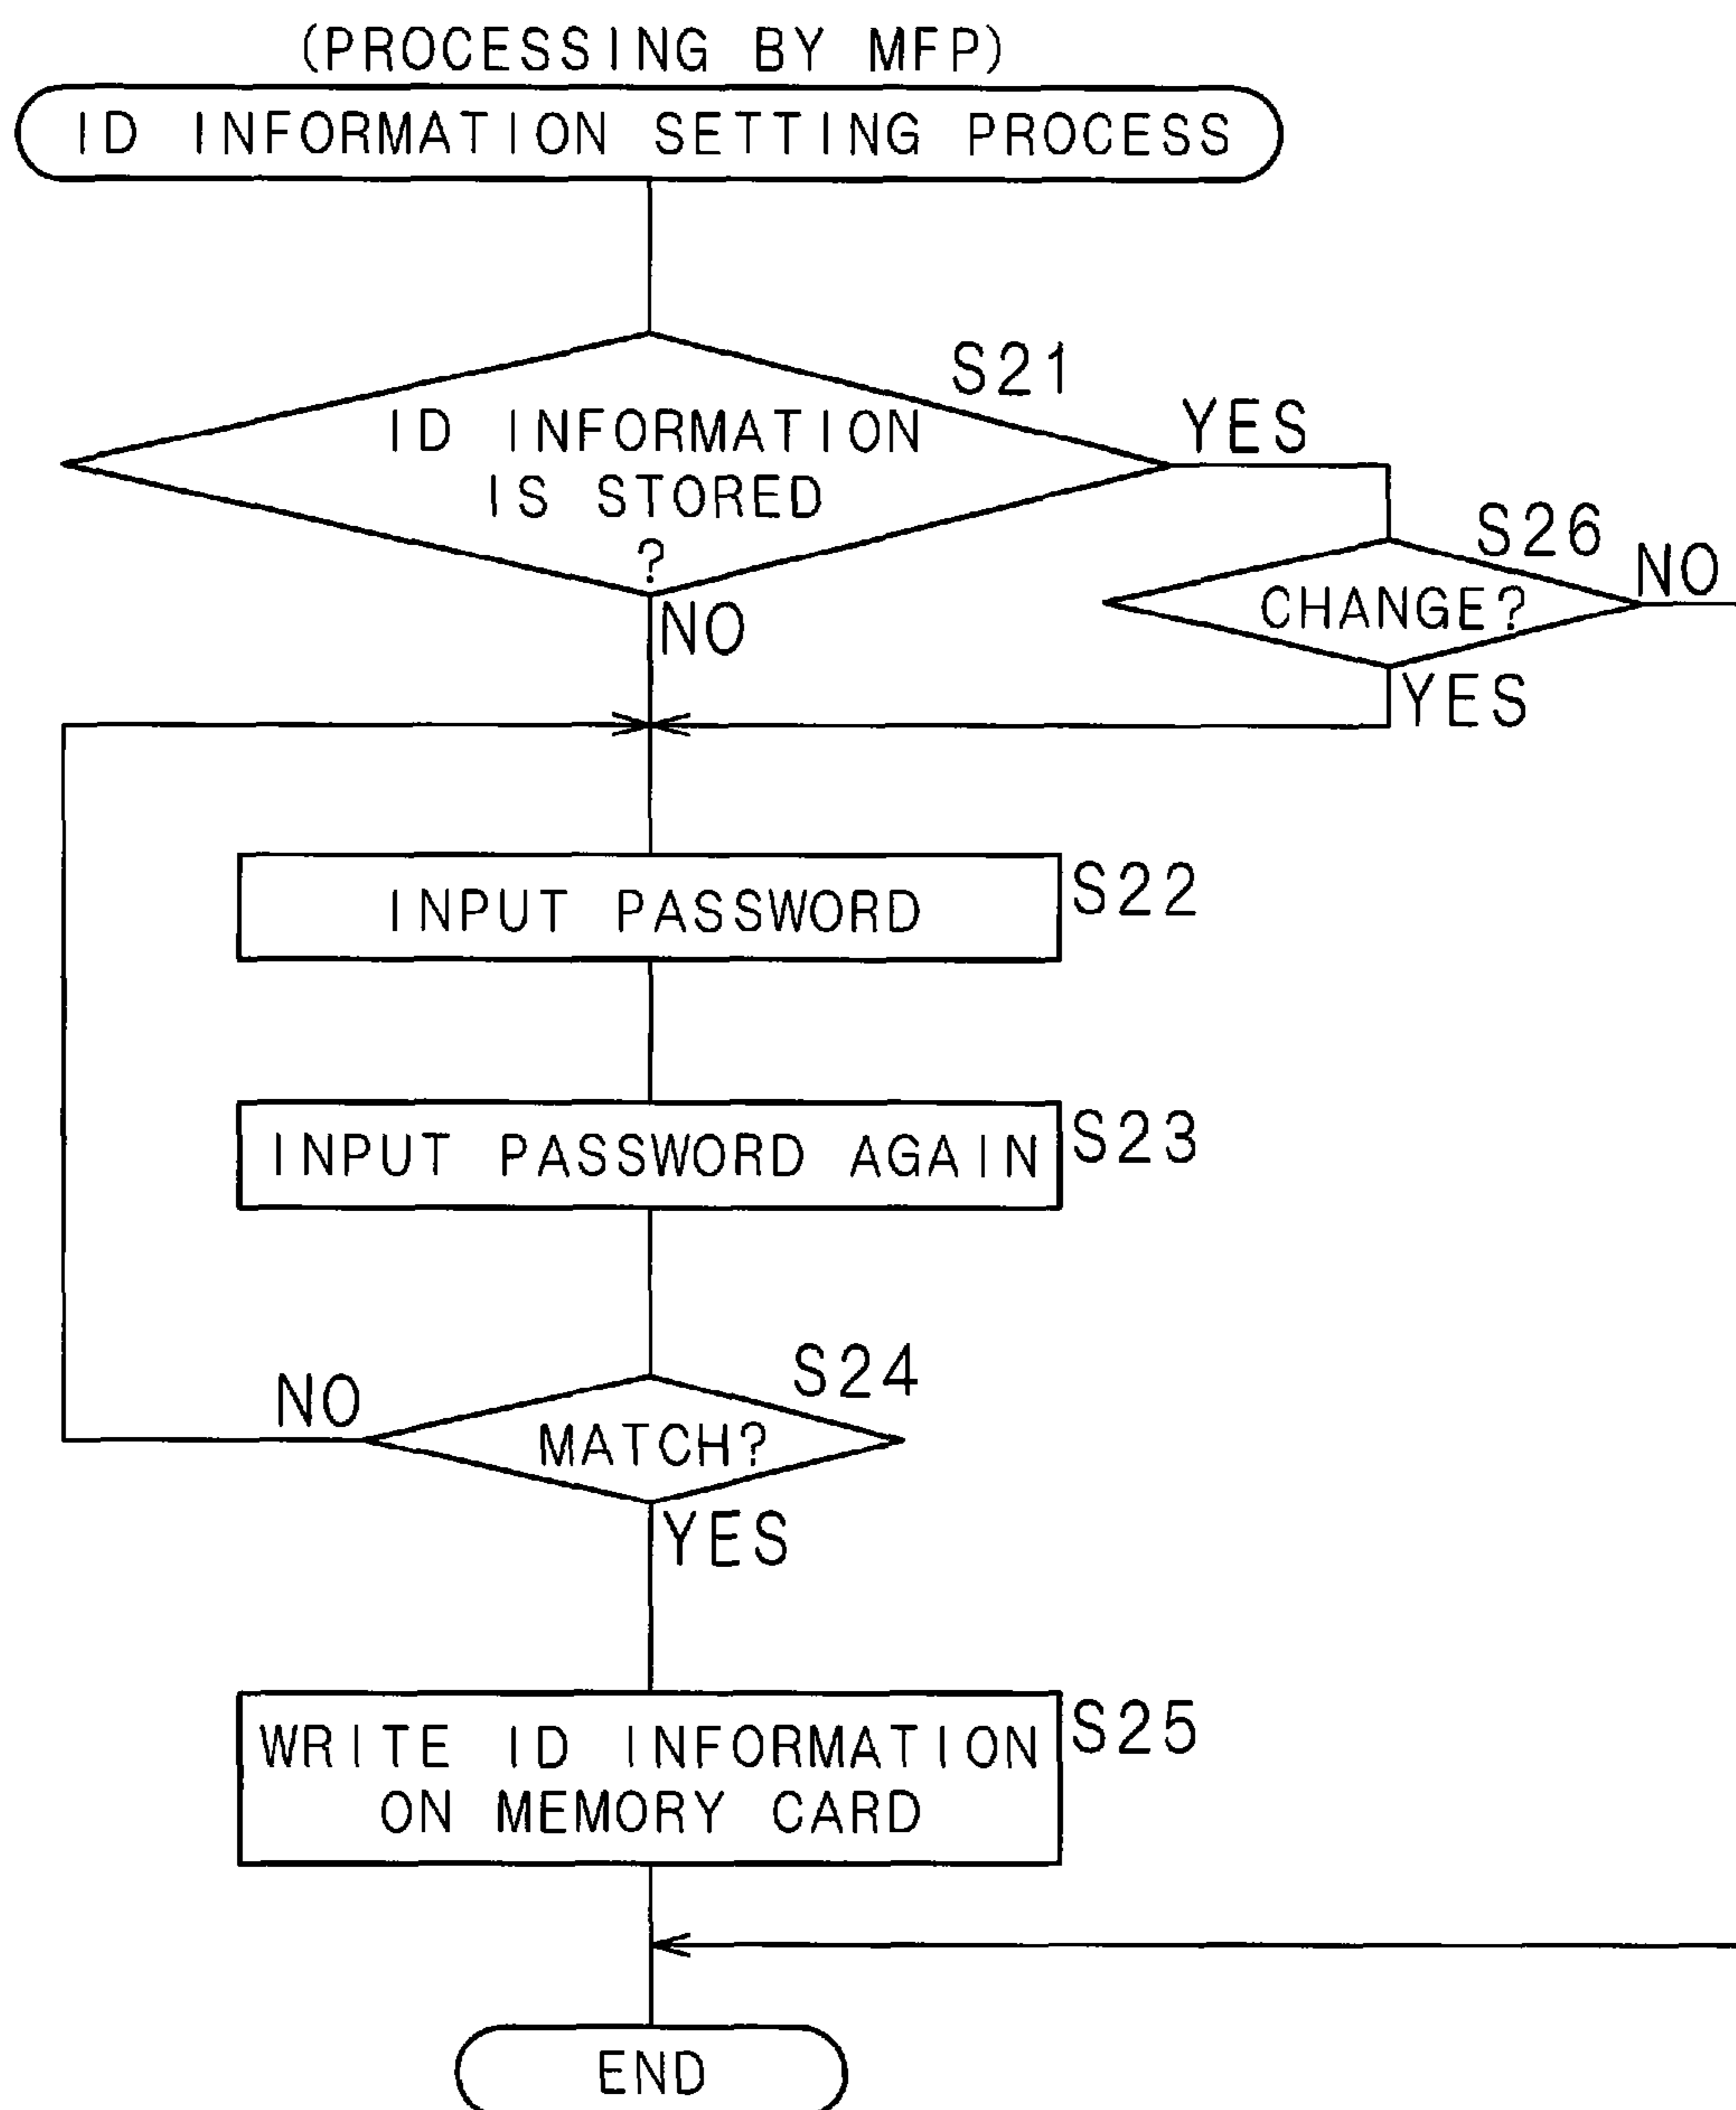 (PROCESSING BY MFP)
ID INFORMATION SETTING PROCESS
S21
ID INFORMATION
IS STORED
?
YES
NO
S26
CHANGE?
NO
YES
INPUT PASSWORD
S22
INPUT PASSWORD AGAIN
S23
S24
NO
MATCH?
YES
WRITE ID INFORMATION
ON MEMORY CARD
S25
END